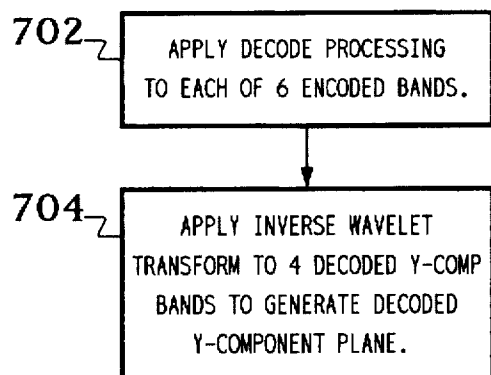 702
APPLY DECODE PROCESSING
TO EACH OF 6 ENCODED BANDS.
704
APPLY INVERSE WAVELET
TRANSFORM TO 4 DECODED Y-COMP
BANDS TO GENERATE DECODED
Y-COMPONENT PLANE.